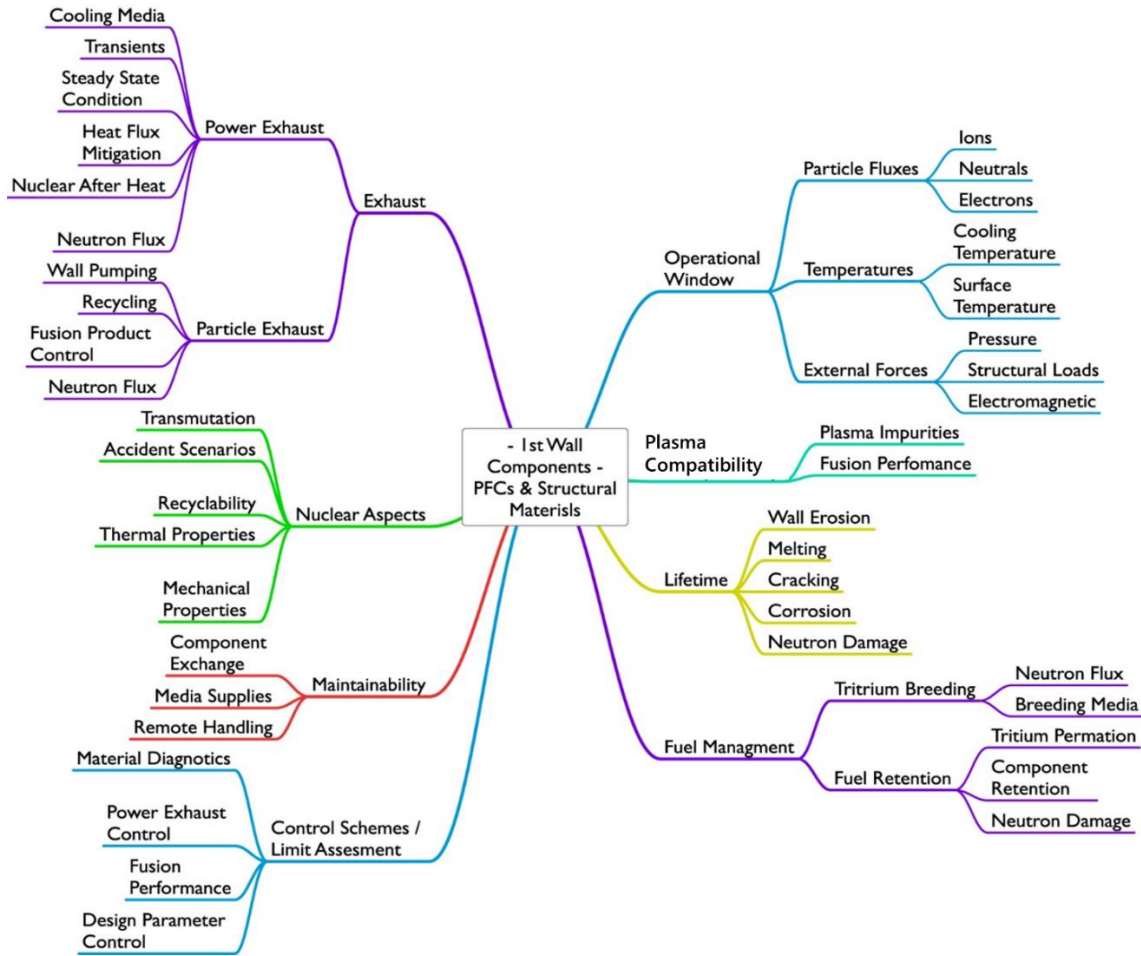 Cooling Media
Transients
Steady State
Condition
Heat Flux
Mitigation
Nuclear After Heat
Neutron Flux
Power Exhaust
Wall Pumping
Recycling
Fusion Product
Control
Neutron Flux
Particle Exhaust
Exhaust
Transmutation
Accident Scenarios
Recyclability
Thermal Properties
Mechanical
Properties
Nuclear Aspects
Component
Exchange
Media Supplies
Remote Handling
Maintainability
Material Diagnotics
Power Exhaust
Control
Fusion
Performance
Design Parameter
Control
Control Schemes /
Limit Assesment
- 1st Wall
Components -
PFCs & Structural
Materisls
Operational
Window
Particle Fluxes
Ions
Neutrals
Electrons
Temperatures
Cooling
Temperature
Surface
Temperature
External Forces
Pressure
Structural Loads
Electromagnetic
Plasma
Compatibility
Plasma Impurities
Fusion Perfomance
Lifetime
Wall Erosion
Melting
Cracking
Corrosion
Neutron Damage
Fuel Managment
Tritrium Breeding
Neutron Flux
Breeding Media
Fuel Retention
Tritium Permation
Component
Retention
Neutron Damage